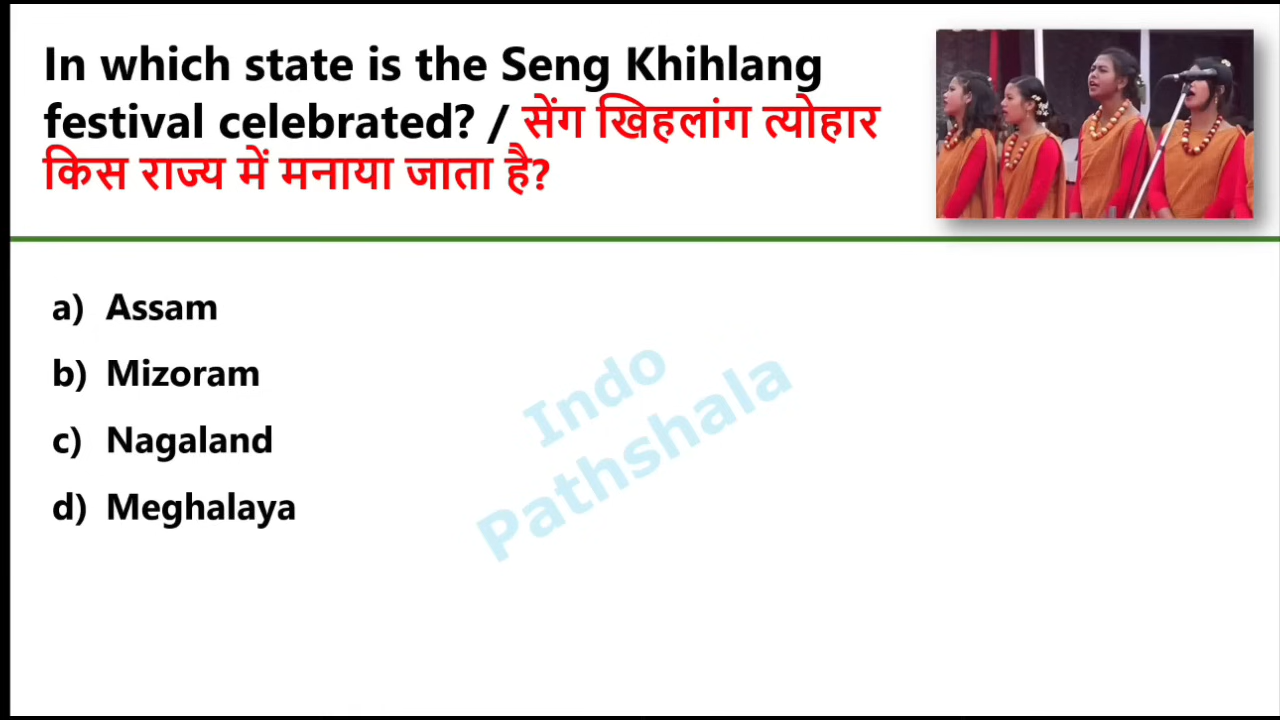 In which state is the Seng Khihlang
festival celebrated? / सेंग खिहलांग त्योहार
किस राज्य में मनाया जाता है?
a) Assam
b) Mizoram
c) Nagaland
d) Meghalaya
Indo
Pathshala